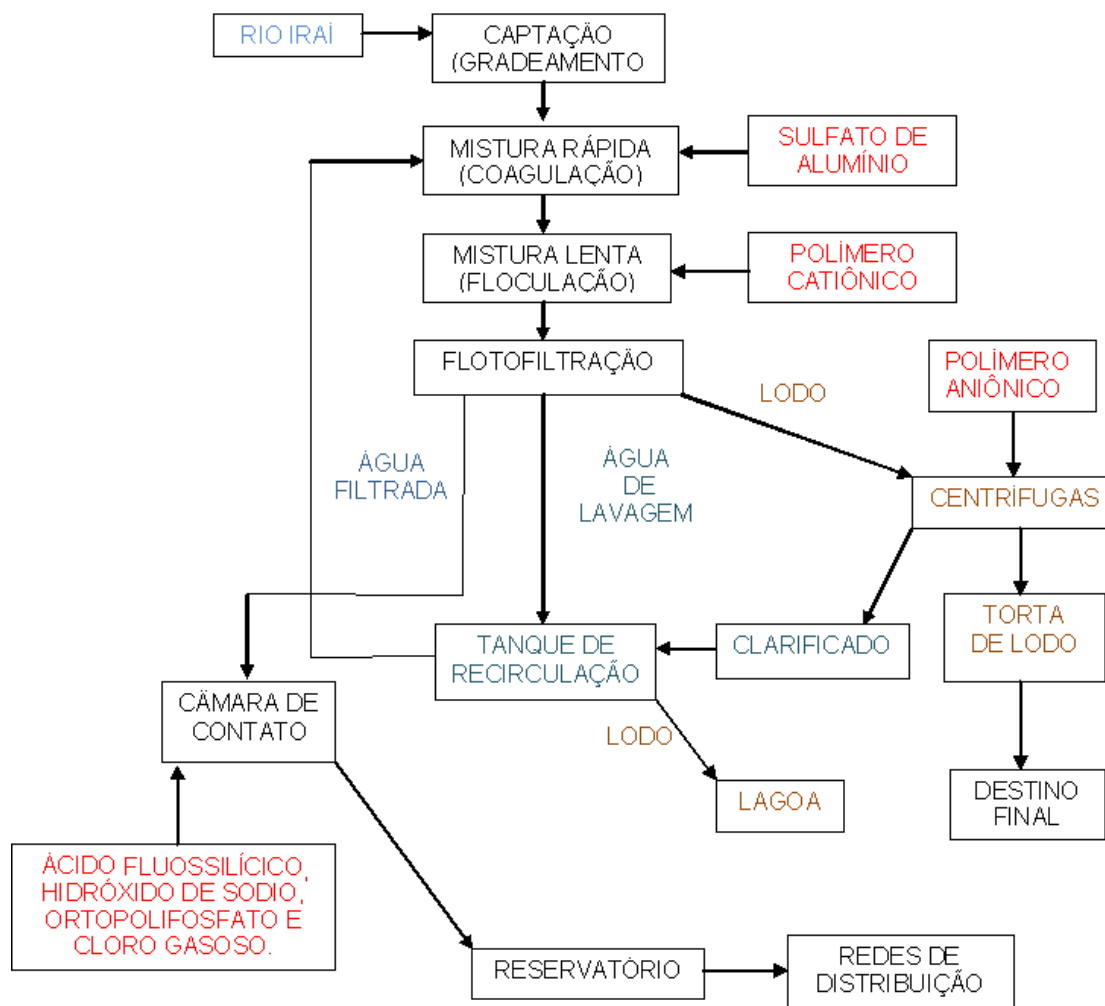 RIO IRAÍ
CAPTAÇÃO
(GRADEAMENTO
MISTURA RÁPIDA
(COAGULAÇÃO)
SULFATO DE
ALUMÍNIO
MISTURA LENTA
(FLOCULAÇÃO)
POLÍMERO
CATIÔNICO
FLOTOFILTRAÇÃO
LODO
POLÍMERO
ANIÔNICO
ÁGUA
FILTRADA
ÁGUA
DE
LAVAGEM
CENTRÍFUGAS
TANQUE DE
RECIRCULAÇÃO
CLARIFICADO
TORTA
DE LODO
CÂMARA DE
CONTATO
LODO
LAGOA
DESTINO
FINAL
ÁCIDO FLUOSSILÍCICO,
HIDRÓXIDO DE SODIO,
ORTOPOLIFOSFATO E
CLORO GASOSO.
RESERVATÓRIO
REDES DE
DISTRIBUIÇÃO